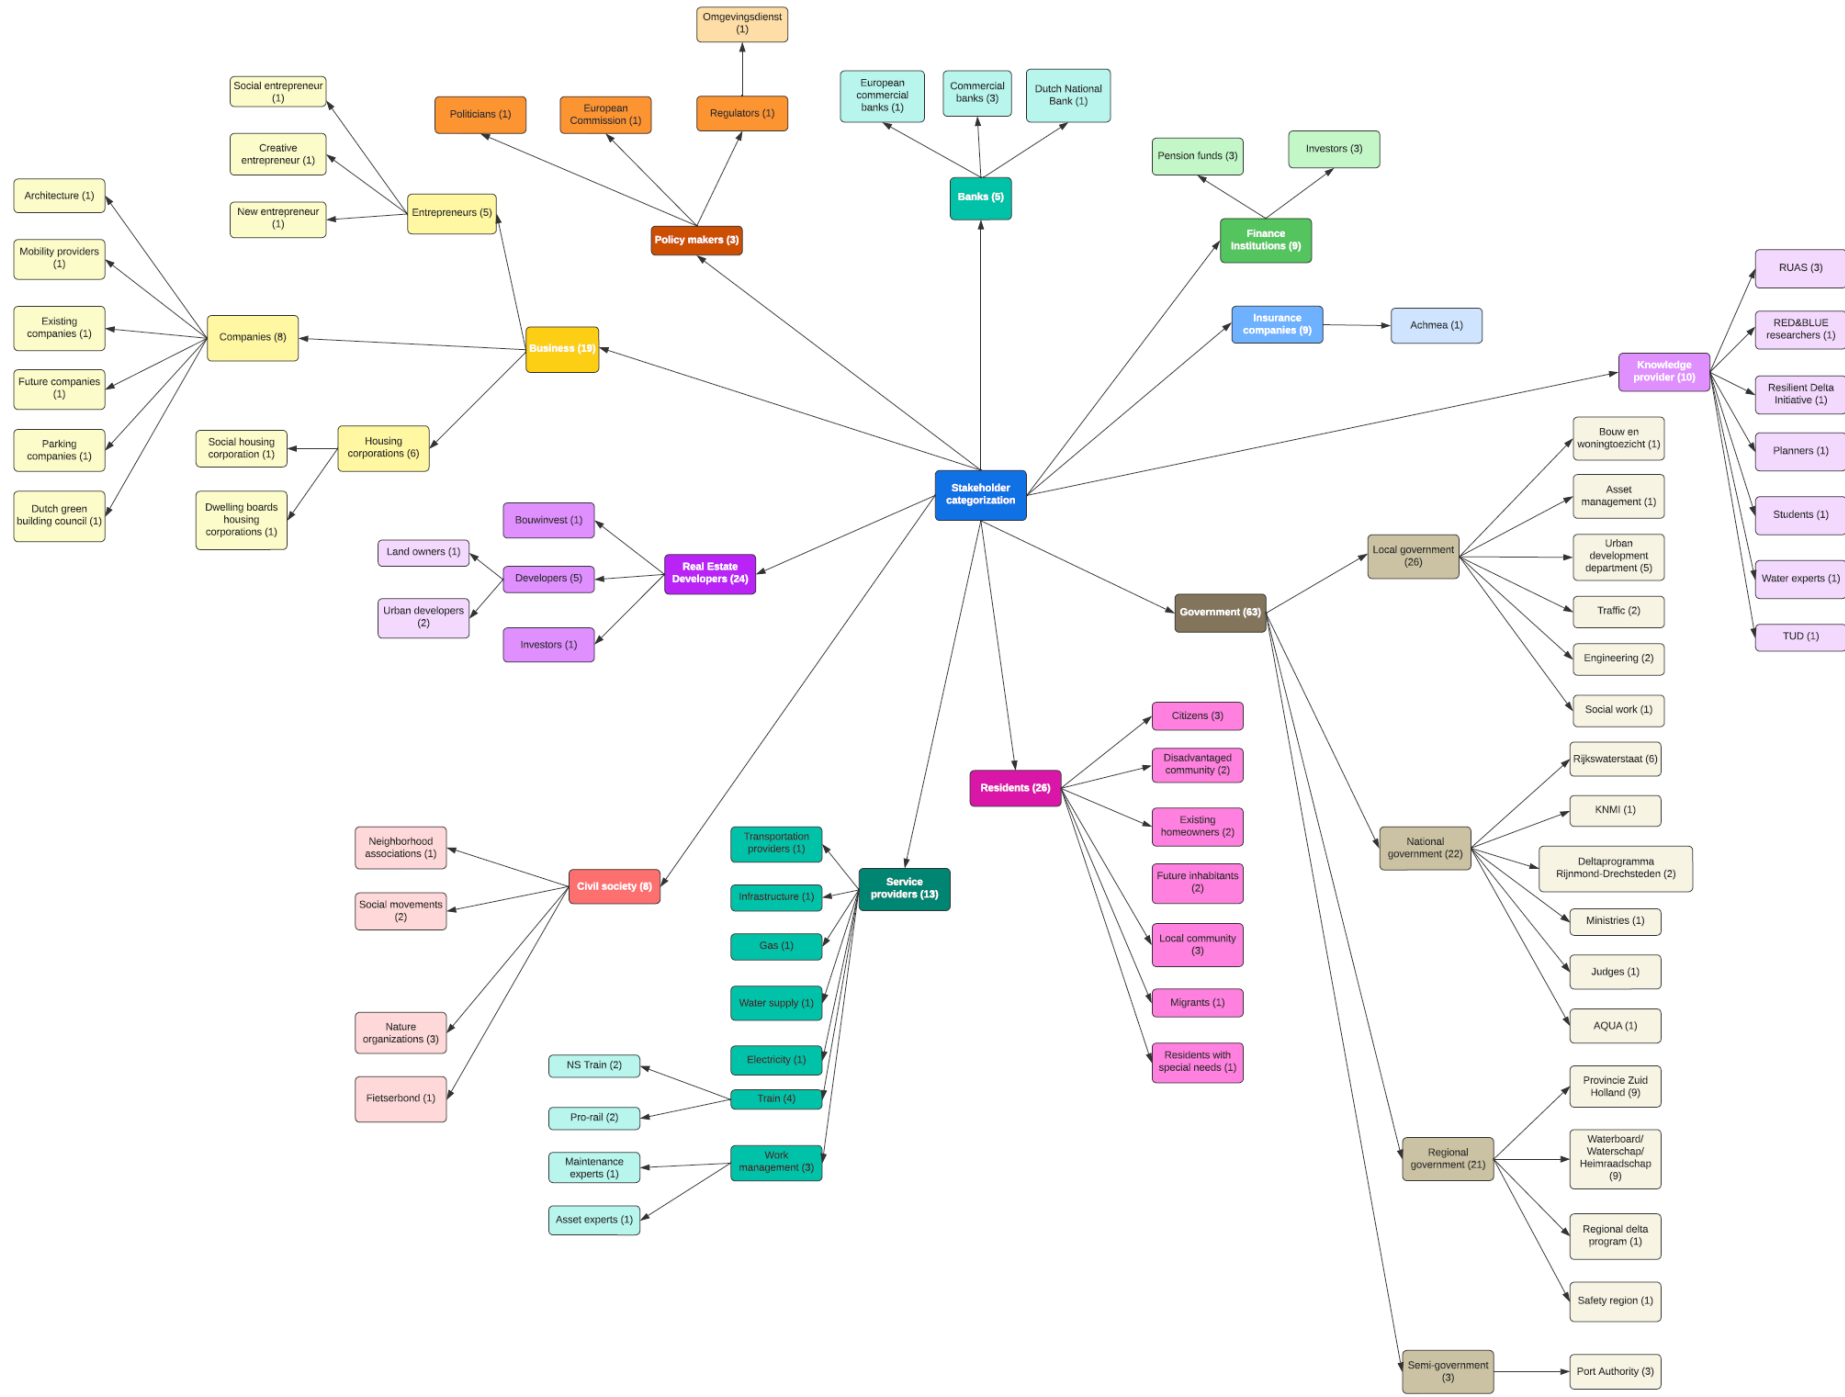 Omgevingsdienst
(1)
Social entrepreneur
(1)
Politicians (1)
European
Commission (1)
Regulators (1)
European
commercial
banks (1)
Commercial
banks (3)
Dutch National
Bank (1)
Creative
entrepreneur (1)
Pension funds (3)
Investors (3)
Architecture (1)
New entrepreneur
(1)
Entrepreneurs (5)
Banks (5)
Policy makers (3)
Finance
Institutions (9)
Mobility providers
(1)
RUAS (3)
Existing
companies (1)
Companies (8)
Business (19)
Insurance
companies (9)
Achmea (1)
RED&BLUE
researchers (1)
Knowledge
provider (10)
Future companies
(1)
Resilient Delta
Initiative (1)
Parking
companies (1)
Social housing
corporation (1)
Housing
corporations (6)
Bouw en
woningtoezicht (1)
Planners (1)
Dutch green
building council (1)
Dwelling boards
housing
corporations (1)
Stakeholder
categorization
Asset
management (1)
Students (1)
Bouwinvest (1)
Land owners (1)
Developers (5)
Real Estate
Developers (24)
Local government
(26)
Urban
development
department (5)
Water experts (1)
Urban developers
(2)
Government (63)
Traffic (2)
Investors (1)
TUD (1)
Engineering (2)
Social work (1)
Citizens (3)
Disadvantaged
community (2)
Residents (26)
Rijkswaterstaat (6)
Existing
homeowners (2)
KNMI (1)
Neighborhood
associations (1)
Transportation
providers (1)
National
government (22)
Deltaprogramma
Rijnmond-Drechsteden (2)
Civil society (8)
Service
providers (13)
Future inhabitants
(2)
Social movements
(2)
Infrastructure (1)
Ministries (1)
Gas (1)
Local community
(3)
Judges (1)
Water supply (1)
Migrants (1)
Nature
organizations (3)
AQUA (1)
NS Train (2)
Electricity (1)
Residents with
special needs (1)
Fietserbond (1)
Train (4)
Provincie Zuid
Holland (9)
Pro-rail (2)
Maintenance
experts (1)
Work
management (3)
Regional
government (21)
Waterboard/
Waterschap/
Heimraadschap
(9)
Asset experts (1)
Regional delta
program (1)
Safety region (1)
Semi-government
(3)
Port Authority (3)